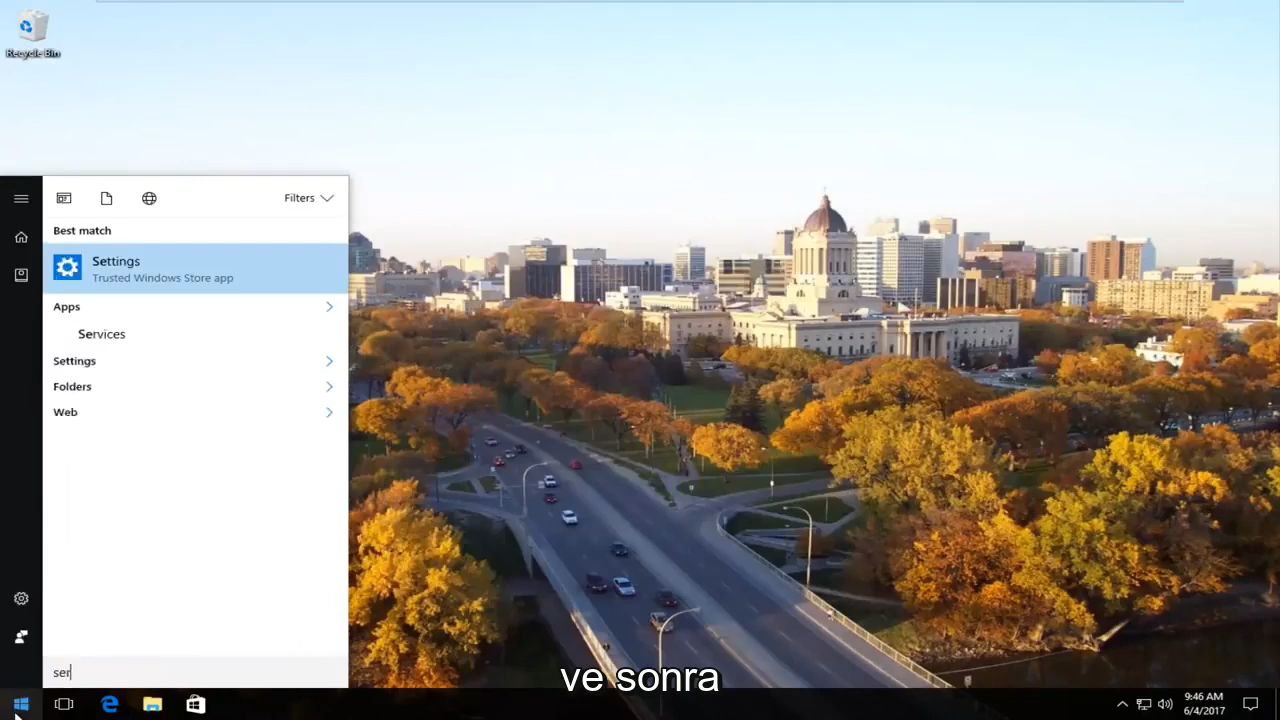 Recycle Bin
Filters
Best match
Settings
Trusted Windows Store app
Apps
Services
Settings
Folders
Web
ser
ve sonra
9:46 AM
6/4/2017